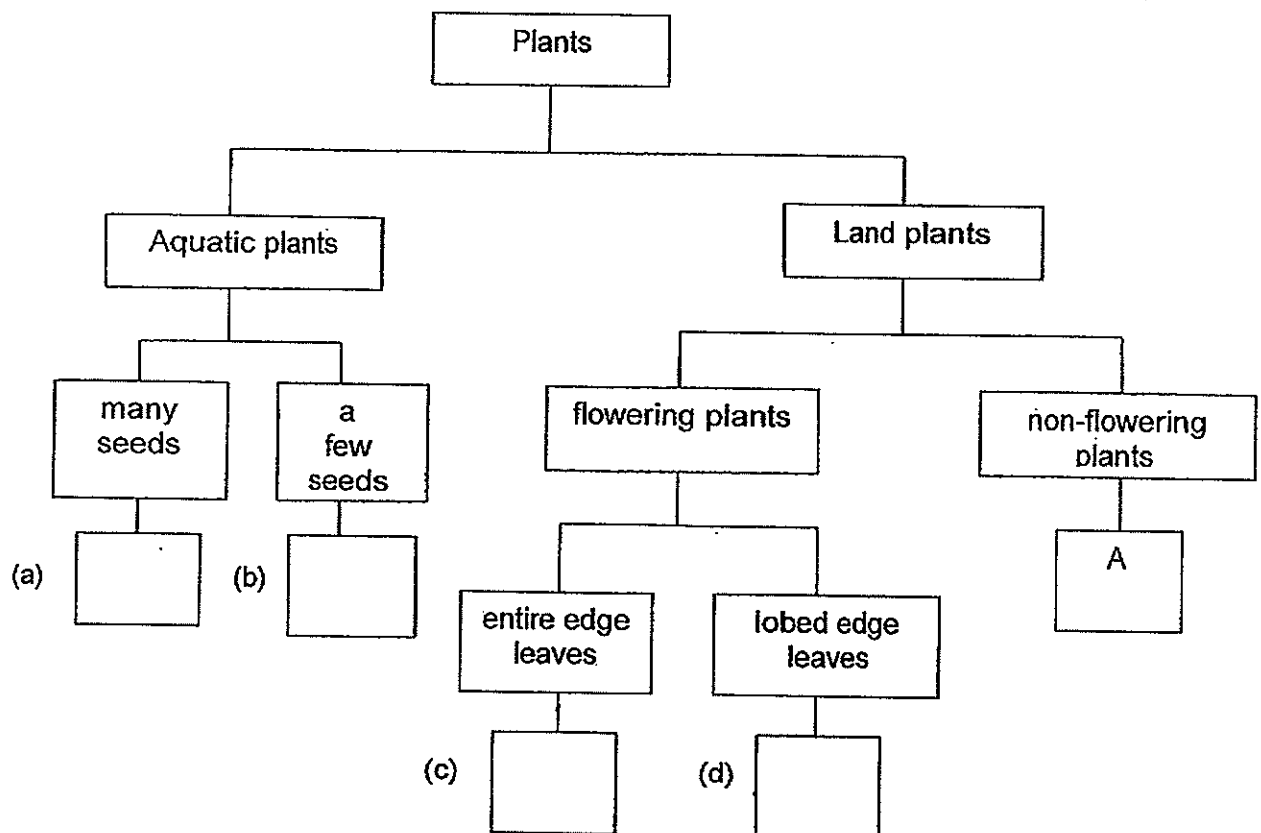 Plants
Aquatic plants
Land plants
many
seeds
a
few
seeds
flowering plants
non-flowering
plants
(a)
(b)
A
entire edge
leaves
lobed edge
leaves
(c)
(d)